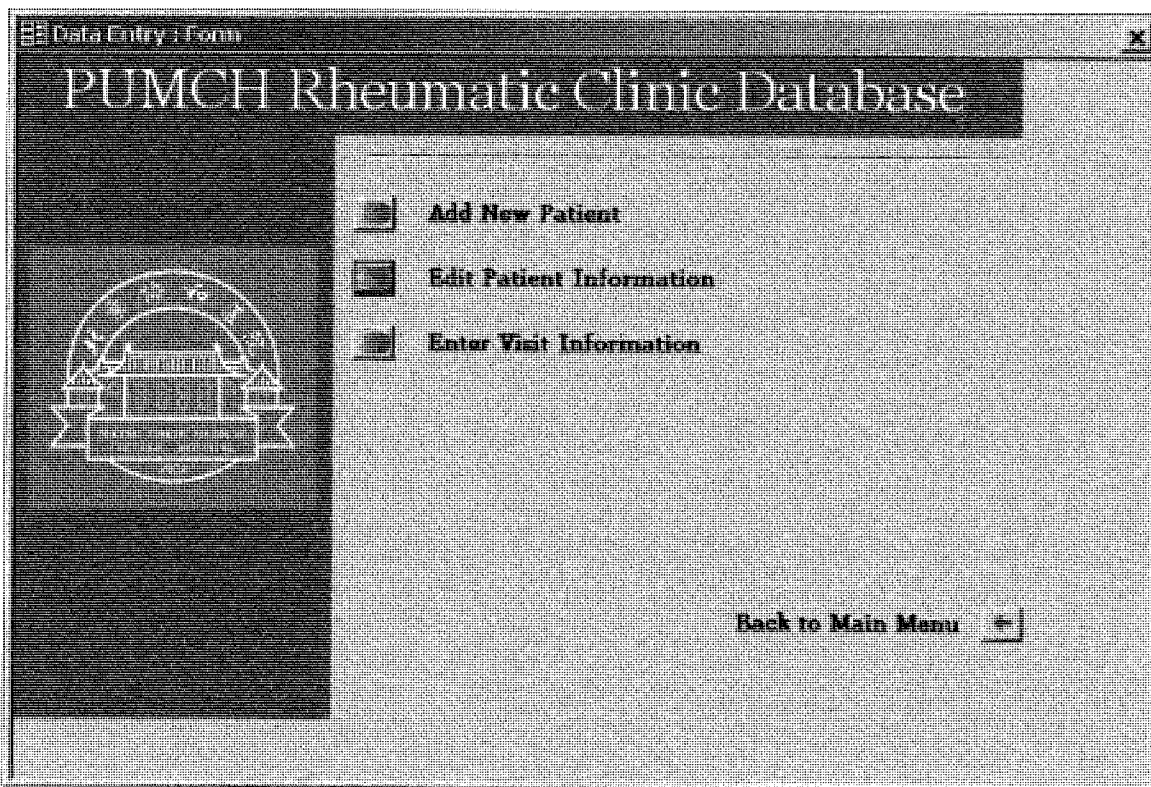 Data Entry : Form
PUMCH Rheumatic Clinic Database
Add New Patient
Edit Patient Information
Enter Visit Information
Back to Main Menu